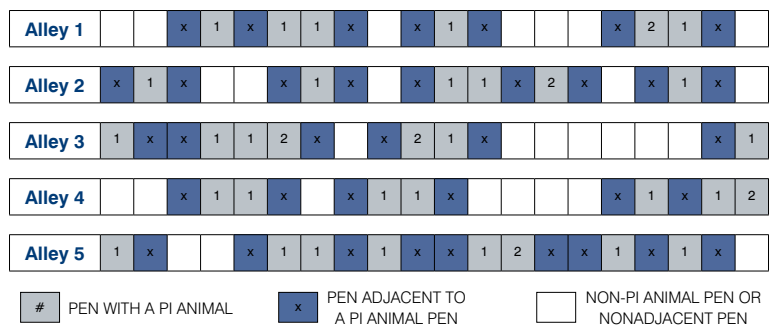 Alley 1 x 1 x 1 1 x x 1 x x 2 1 x
Alley 2 x 1 x x 1 x x 1 1 x 2 x x 1 x
Alley 3 1 x x 1 1 2 x x 2 1 x x 1
Alley 4 x 1 1 x x 1 1 x x 1 x 1 2
Alley 5 1 x x 1 1 x 1 x x 1 2 x x 1 x 1 x
# PEN WITH A PI ANIMAL x PEN ADJACENT TO
A PI ANIMAL PEN NON-PI ANIMAL PEN OR
NONADJACENT PEN